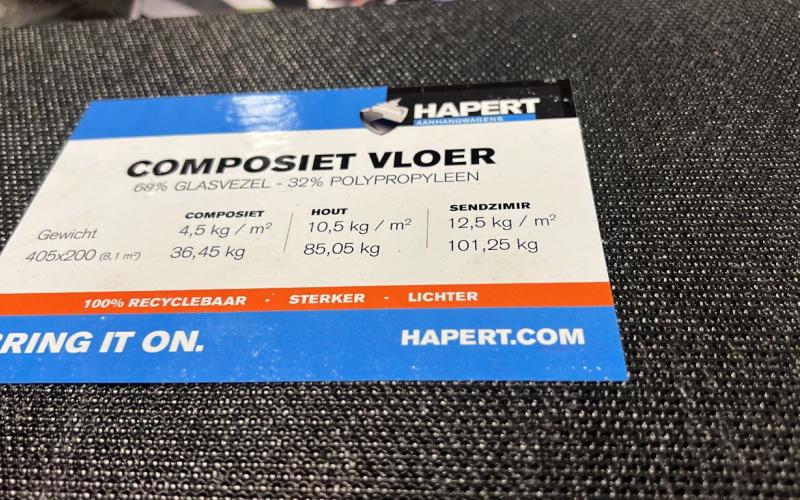 HAPERT
AANHANGWAGENS
COMPOSIET VLOER
68% GLASVEZEL - 32% POLYPROPYLEEN
COMPOSIET HOUT SENDZIMIR
Gewicht 4,5 kg / m² 10,5 kg / m² 12,5 kg / m²
405x200 (8,1 m²) 36,45 kg 85,05 kg 101,25 kg
100% RECYCLEBAAR - STERKER - LICHTER
RING IT ON. HAPERT.COM